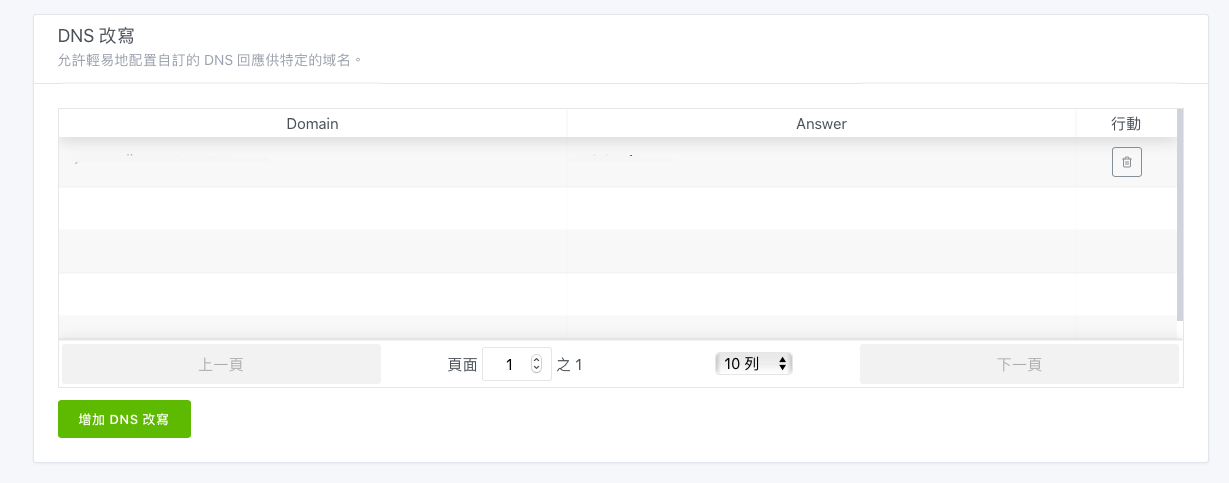 DNS 改寫
允許輕易地配置自訂的 DNS 回應供特定的域名。
Domain Answer 行動
上一頁 頁面 1 之 1 10 列 下一頁
增加 DNS 改寫